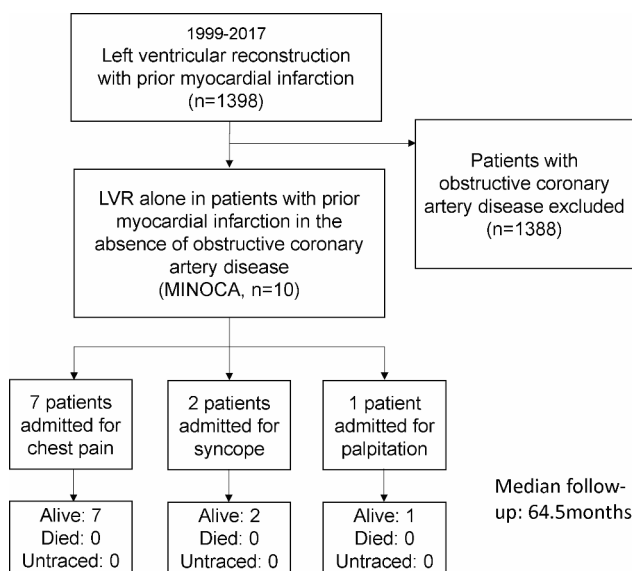 1999-2017
Left ventricular reconstruction
with prior myocardial infarction
(n=1398)
Patients with
obstructive coronary
artery disease excluded
(n=1388)
LVR alone in patients with prior
myocardial infarction in the
absence of obstructive coronary
artery disease
(MINOCA, n=10)
7 patients
admitted for
chest pain
2 patients
admitted for
syncope
1 patient
admitted for
palpitation
Alive: 7
Died: 0
Untraced: 0
Alive: 2
Died: 0
Untraced: 0
Alive: 1
Died: 0
Untraced: 0
Median follow-
up: 64.5months